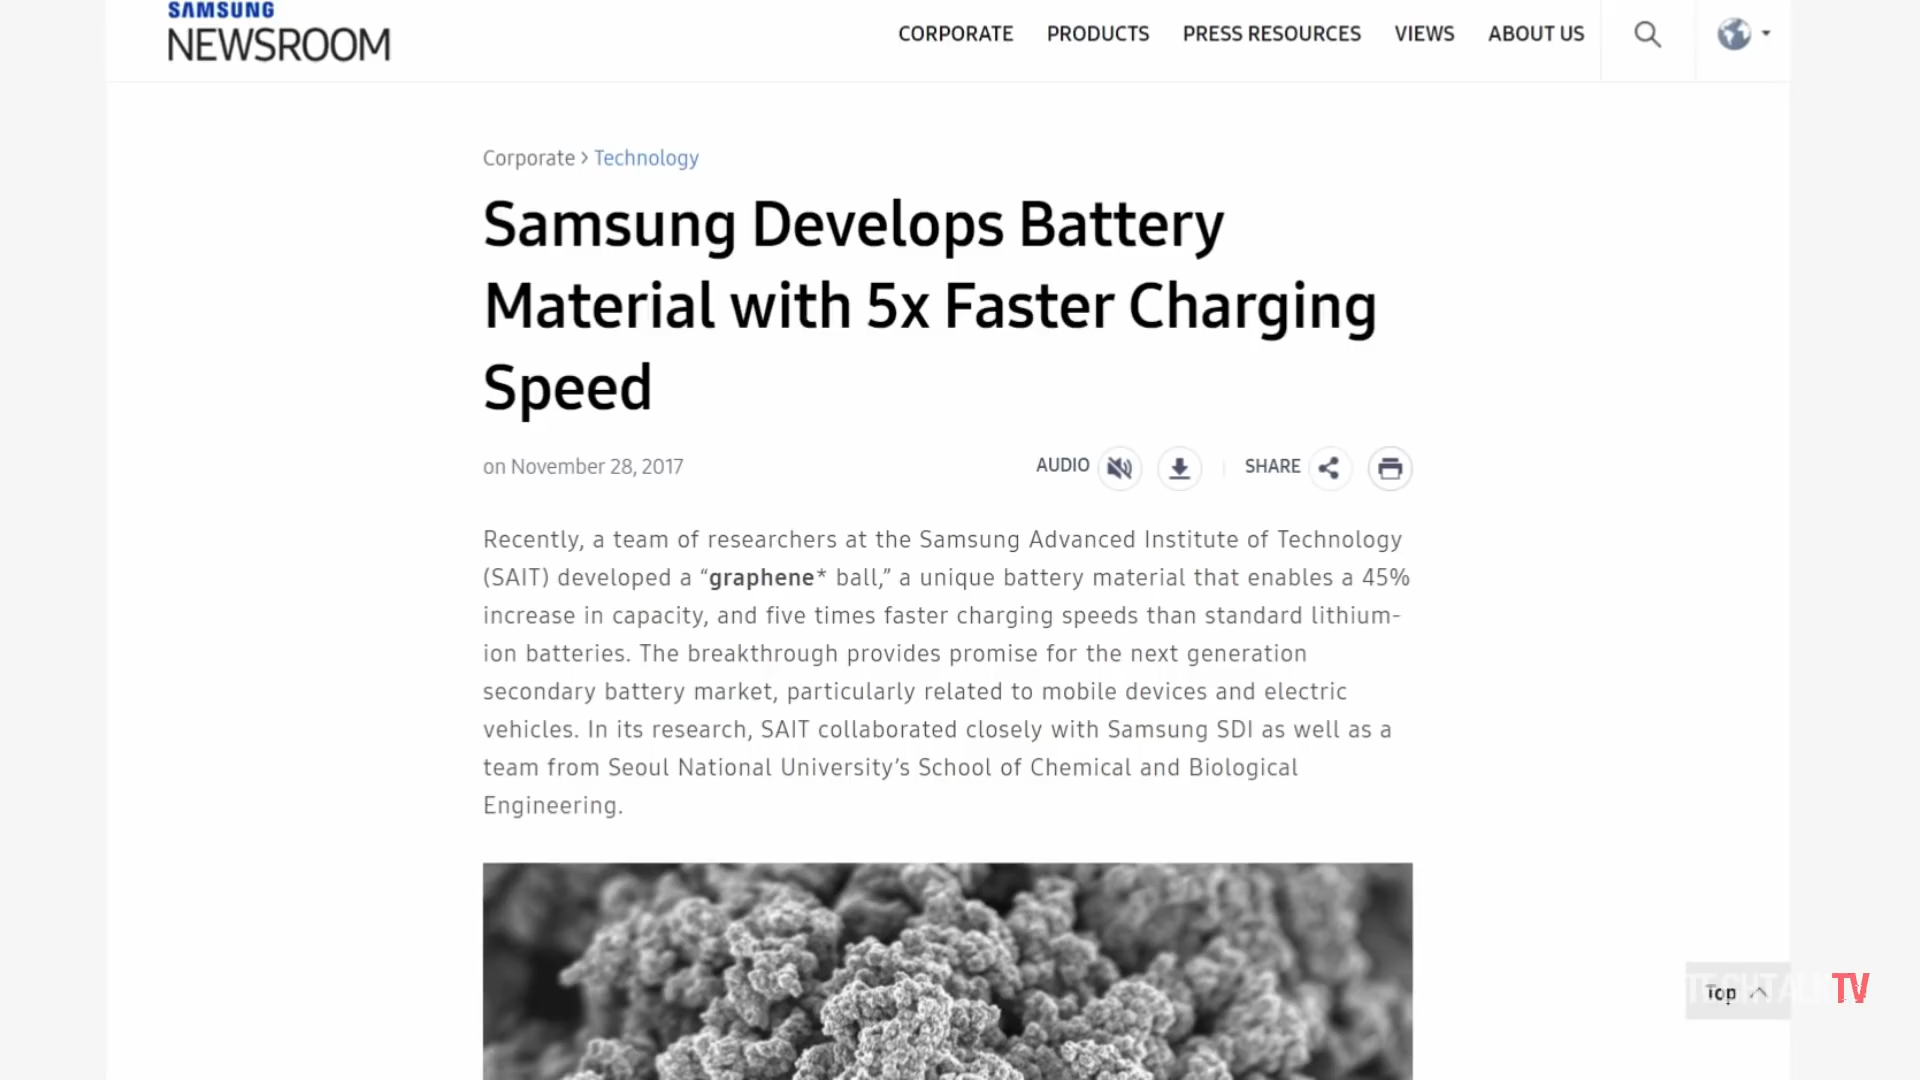 SAMSUNG
NEWSROOM
CORPORATE PRODUCTS PRESS RESOURCES VIEWS ABOUT US
Corporate > Technology
Samsung Develops Battery
Material with 5x Faster Charging
Speed
on November 28, 2017
AUDIO
SHARE
Recently, a team of researchers at the Samsung Advanced Institute of Technology
(SAIT) developed a “graphene* ball,” a unique battery material that enables a 45%
increase in capacity, and five times faster charging speeds than standard lithium-
ion batteries. The breakthrough provides promise for the next generation
secondary battery market, particularly related to mobile devices and electric
vehicles. In its research, SAIT collaborated closely with Samsung SDI as well as a
team from Seoul National University’s School of Chemical and Biological
Engineering.
Top
TECHTALKTV